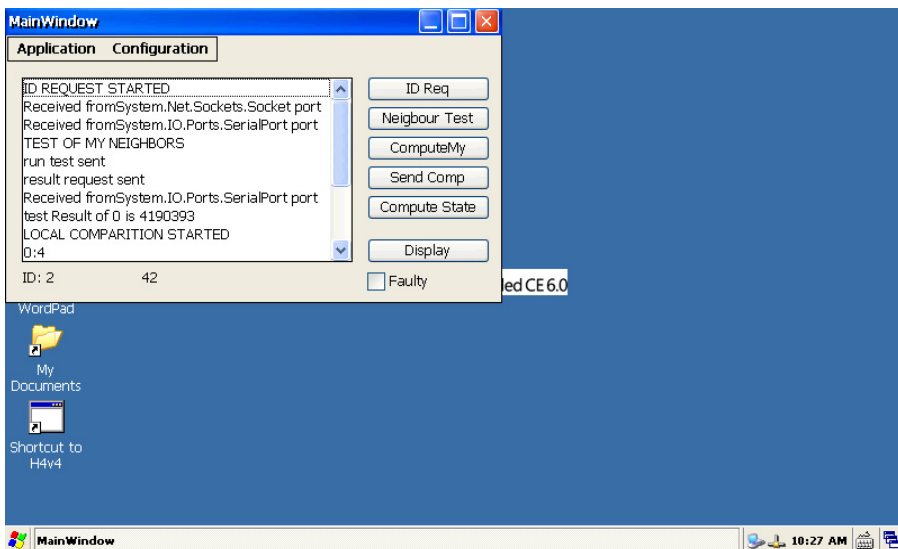 MainWindow
Application Configuration
ID REQUEST STARTED
Received fromSystem.Net.Sockets.Socket port
Received fromSystem.IO.Ports.SerialPort port
TEST OF MY NEIGHBORS
run test sent
result request sent
Received fromSystem.IO.Ports.SerialPort port
test Result of 0 is 4190393
LOCAL COMPARITION STARTED
0:4
ID Req
Neigbour Test
ComputeMy
Send Comp
Compute State
Display
ID: 2 42
Faulty
led CE 6.0
WordPad
My
Documents
Shortcut to
H4v4
MainWindow
10:27 AM